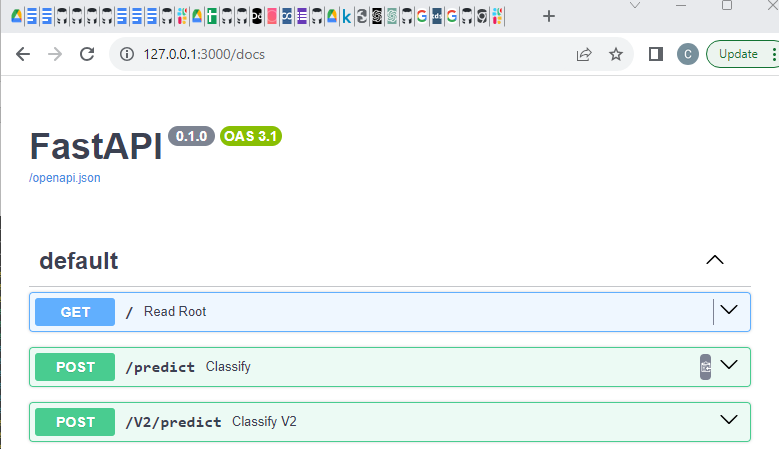 127.0.0.1:3000/docs
C
Update
FastAPI 0.1.0 OAS 3.1
/openapi.json
default
GET / Read Root
POST /predict Classify
POST /V2/predict Classify V2